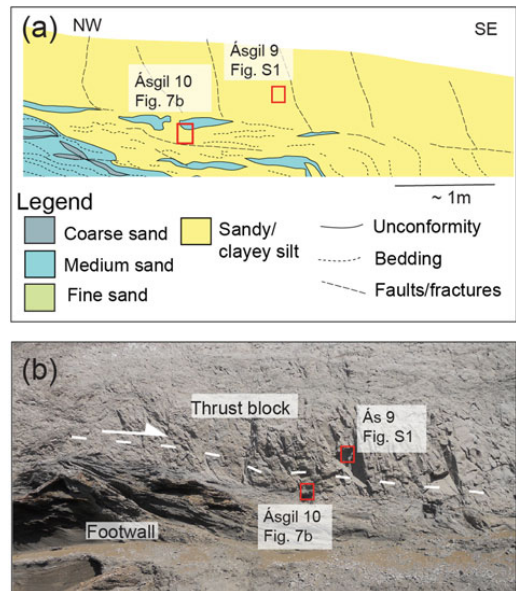 (a)
NW
SE
Ásgil 9
Fig. S1
Ásgil 10
Fig. 7b
~ 1m
Legend
Coarse sand
Medium sand
Fine sand
Sandy/
clayey silt
Unconformity
Bedding
Faults/fractures
(b)
Thrust block
Ás 9
Fig. S1
Ásgil 10
Fig. 7b
Footwall